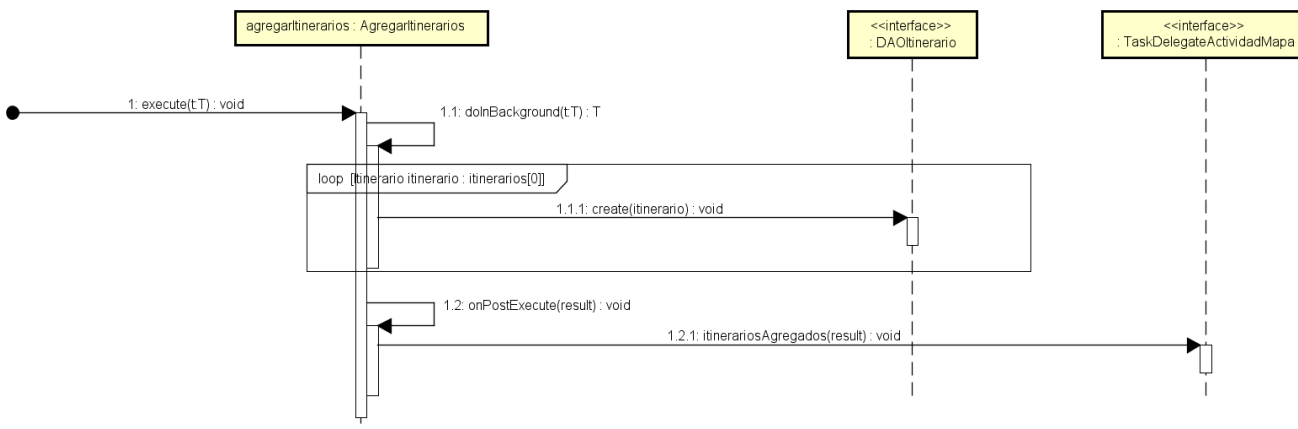 agregarItinerarios : AgregarItinerarios
<<interface>>
: DAOItinerario
<<interface>>
: TaskDelegateActividadMapa
1: execute(t:T) : void
1.1: doInBackground(t:T) : T
loop [Itinerario itinerario : itinerarios[0]]
1.1.1: create(itinerario) : void
1.2: onPostExecute(result) : void
1.2.1: itinerariosAgregados(result) : void